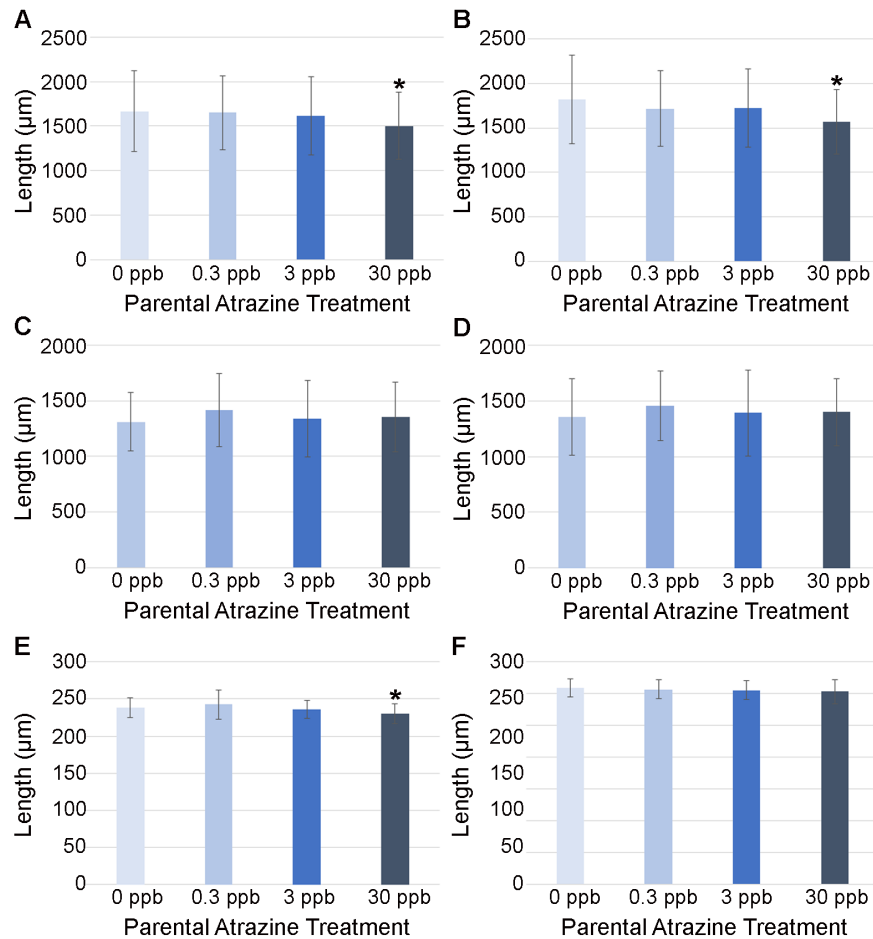 A
Length (µm)
2500
2000
1500
1000
500
0
*
0 ppb 0.3 ppb 3 ppb 30 ppb
Parental Atrazine Treatment
B
Length (µm)
2500
2000
1500
1000
500
0
*
0 ppb 0.3 ppb 3 ppb 30 ppb
Parental Atrazine Treatment
C
Length (µm)
2000
1500
1000
500
0
0 ppb 0.3 ppb 3 ppb 30 ppb
Parental Atrazine Treatment
D
Length (µm)
2000
1500
1000
500
0
0 ppb 0.3 ppb 3 ppb 30 ppb
Parental Atrazine Treatment
E
Length (µm)
300
250
200
150
100
50
0
*
0 ppb 0.3 ppb 3 ppb 30 ppb
Parental Atrazine Treatment
F
Length (µm)
300
250
200
150
100
50
0
0 ppb 0.3 ppb 3 ppb 30 ppb
Parental Atrazine Treatment